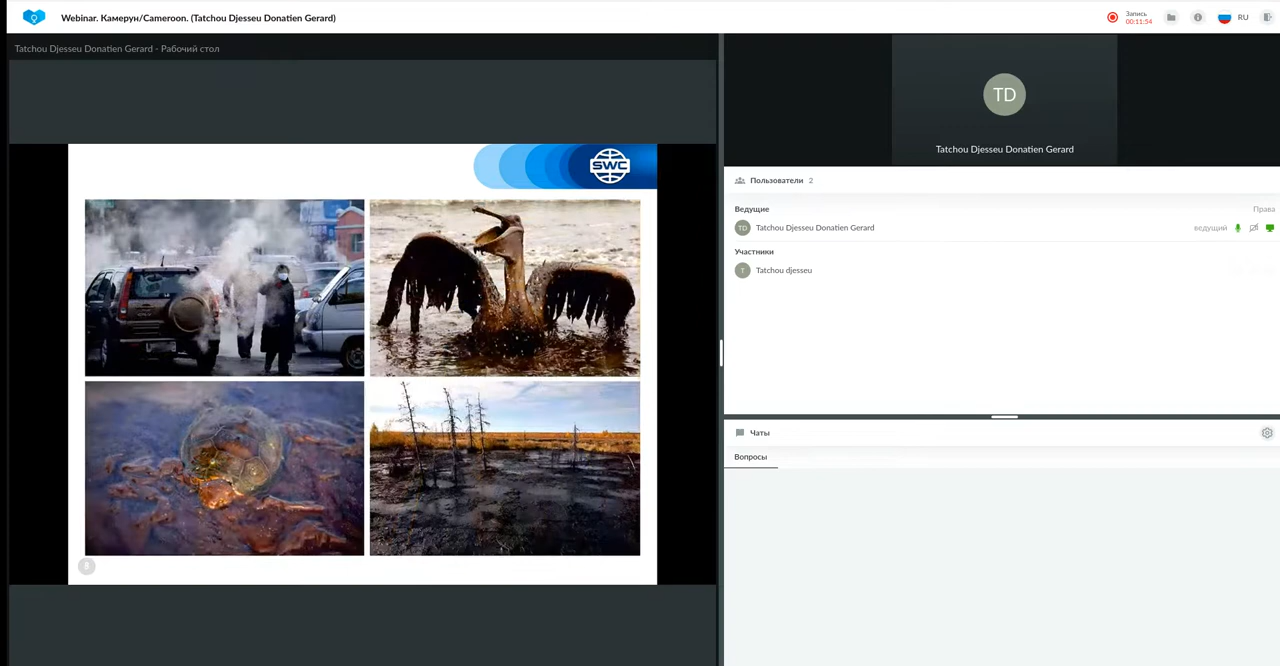 Webinar. Камерун/Cameroon. (Tatchou Djesseu Donatien Gerard)
Запись
00:11:54
RU
Tatchou Djesseu Donatien Gerard - Рабочий стол
SWC
8
TD
Tatchou Djesseu Donatien Gerard
Пользователи 2
Ведущие Права
TD Tatchou Djesseu Donatien Gerard ведущий
Участники
T Tatchou djesseu
Чаты
Вопросы